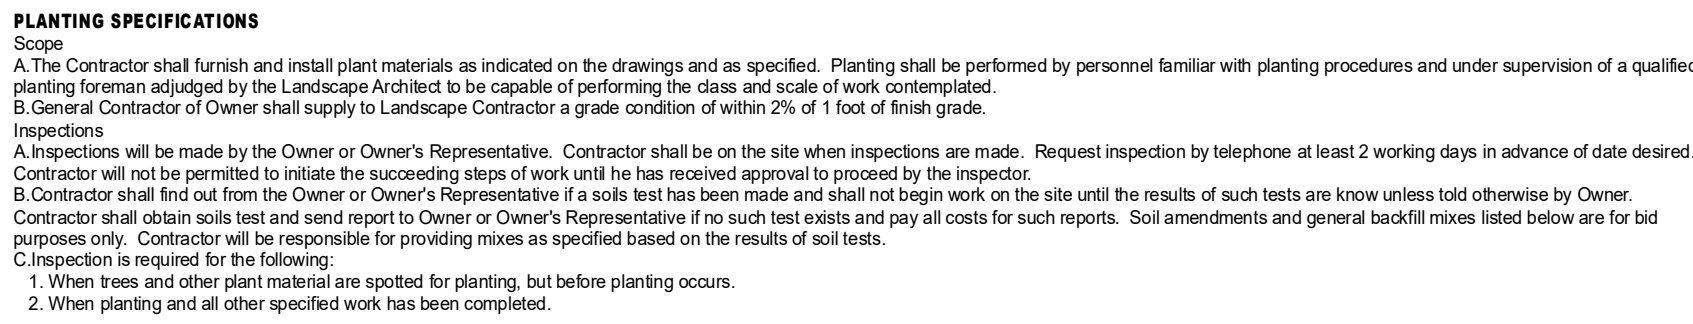 PLANTING SPECIFICATIONS
Scope
A.The Contractor shall furnish and install plant materials as indicated on the drawings and as specified.  Planting shall be performed by personnel familiar with planting procedures and under supervision of a qualified
planting foreman adjudged by the Landscape Architect to be capable of performing the class and scale of work contemplated.
B.General Contractor of Owner shall supply to Landscape Contractor a grade condition of within 2% of 1 foot of finish grade.
Inspections
A.Inspections will be made by the Owner or Owner's Representative.  Contractor shall be on the site when inspections are made.  Request inspection by telephone at least 2 working days in advance of date desired.
Contractor will not be permitted to initiate the succeeding steps of work until he has received approval to proceed by the inspector.
B.Contractor shall find out from the Owner or Owner's Representative if a soils test has been made and shall not begin work on the site until the results of such tests are know unless told otherwise by Owner.
Contractor shall obtain soils test and send report to Owner or Owner's Representative if no such test exists and pay all costs for such reports.  Soil amendments and general backfill mixes listed below are for bid
purposes only.  Contractor will be responsible for providing mixes as specified based on the results of soil tests.
C.Inspection is required for the following:
1. When trees and other plant material are spotted for planting, but before planting occurs.
2. When planting and all other specified work has been completed.